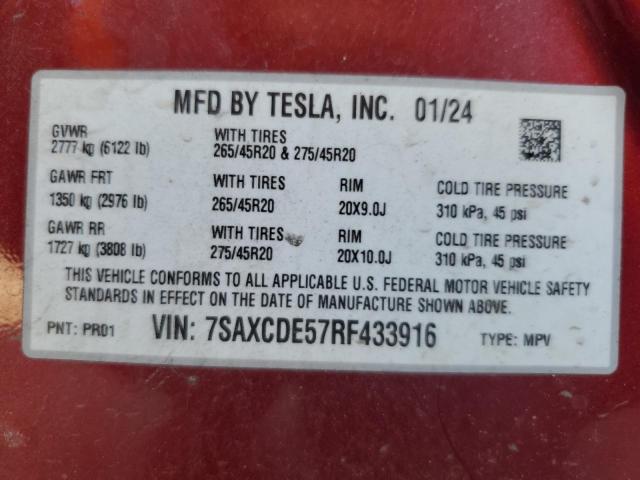 MFD BY TESLA, INC. 01/24
GVWR WITH TIRES
2777 kg (6122 lb) 265/45R20 & 275/45R20
GAWR FRT WITH TIRES RIM COLD TIRE PRESSURE
1350 kg (2976 lb) 265/45R20 20X9.0J 310 kPa, 45 psi
GAWR RR WITH TIRES RIM COLD TIRE PRESSURE
1727 kg (3808 lb) 275/45R20 20X10.0J 310 kPa, 45 psi
THIS VEHICLE CONFORMS TO ALL APPLICABLE U.S. FEDERAL MOTOR VEHICLE SAFETY
STANDARDS IN EFFECT ON THE DATE OF MANUFACTURE SHOWN ABOVE.
PNT: PR01 VIN: 7SAXCDE57RF433916 TYPE: MPV